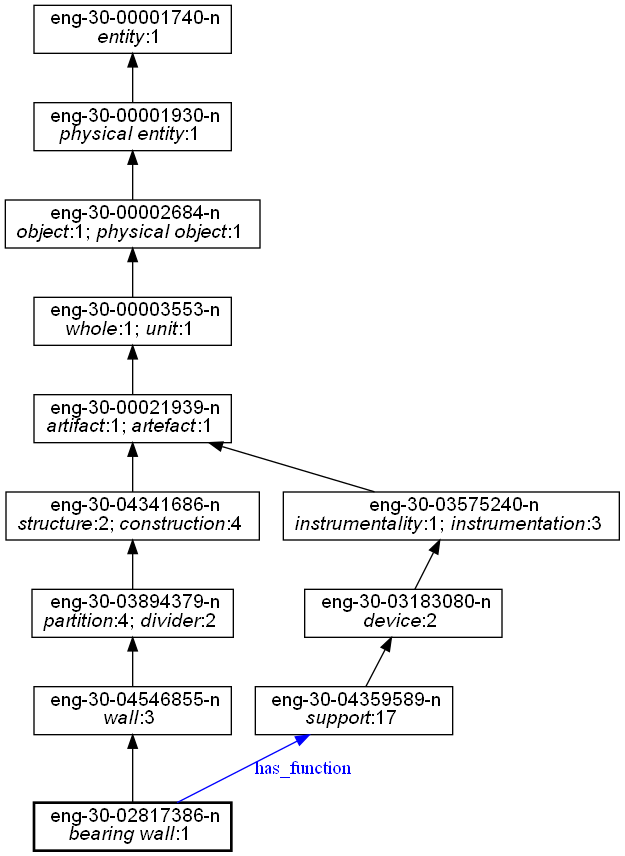 eng-30-00001740-n
entity:1
eng-30-00001930-n
physical entity:1
eng-30-00002684-n
object:1; physical object:1
eng-30-00003553-n
whole:1; unit:1
eng-30-00021939-n
artifact:1; artefact:1
eng-30-04341686-n
structure:2; construction:4
eng-30-03575240-n
instrumentality:1; instrumentation:3
eng-30-03894379-n
partition:4; divider:2
eng-30-03183080-n
device:2
eng-30-04546855-n
wall:3
eng-30-04359589-n
support:17
has_function
eng-30-02817386-n
bearing wall:1